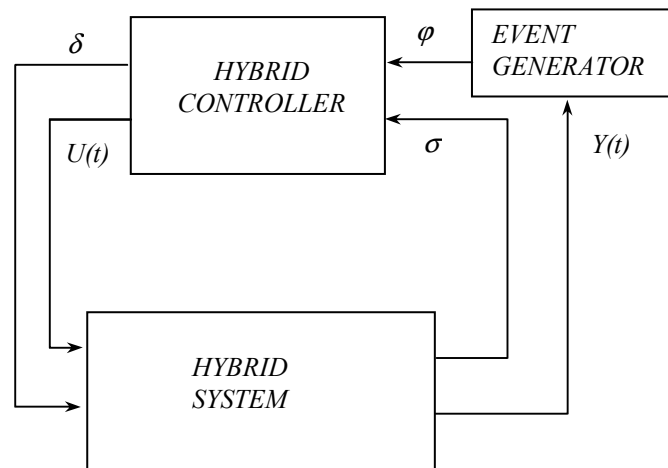 δ
φ
EVENT
GENERATOR
HYBRID
CONTROLLER
U(t)
σ
Y(t)
HYBRID
SYSTEM